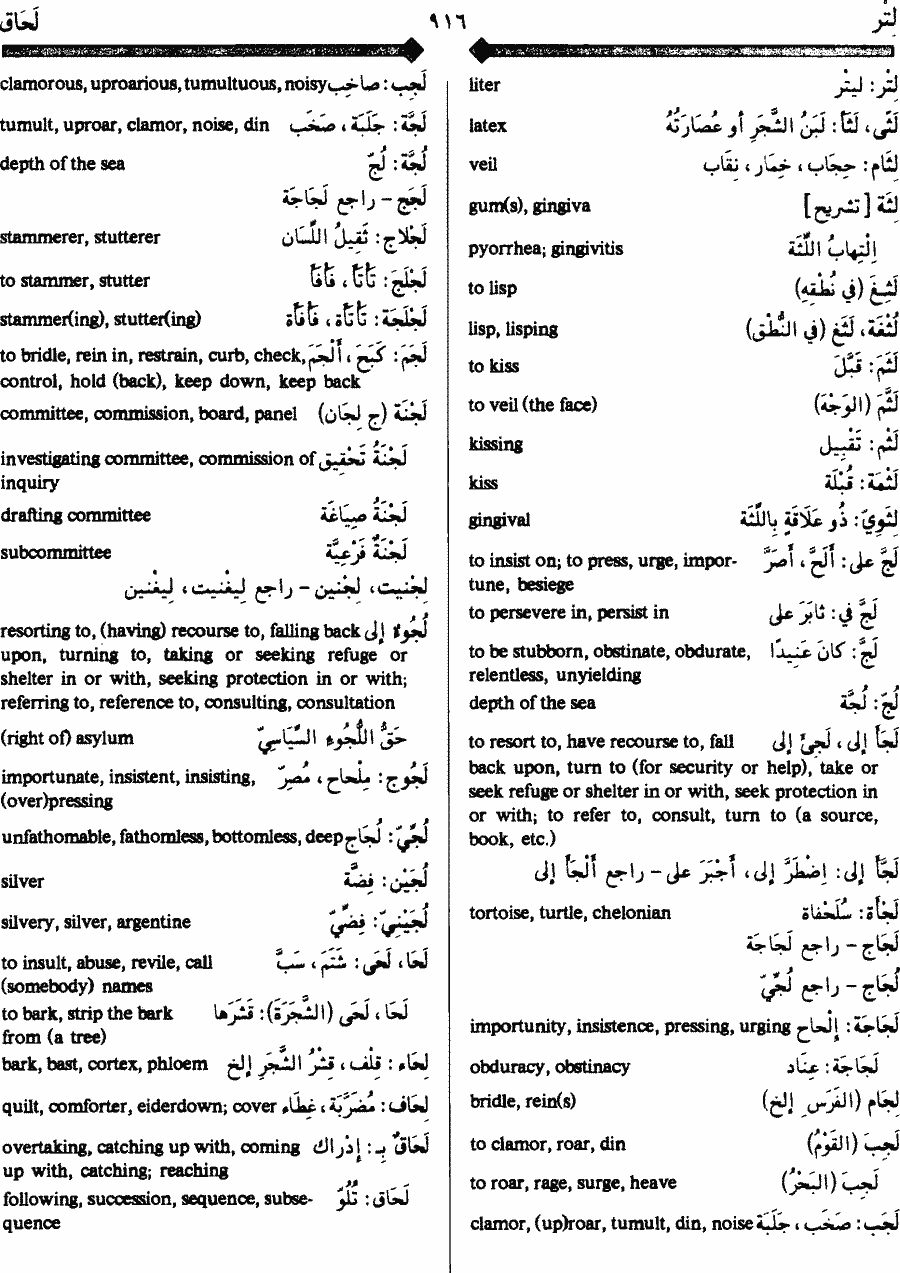 لِتْر ٩١٦ لَحَاق
لِتْر: لِيتْر liter
لَثًى، لَثَأ: لَبَنُ الشَّجَرِ أو عُصَارَتُهُ latex
لِثَام: حِجَاب، خِمَار، نِقَاب veil
لِثَة [تشريح] gum(s), gingiva
اِلْتِهابُ اللِّثَة pyorrhea; gingivitis
لَثِغَ (في نُطْقِهِ) to lisp
لُثْغَة، لَثَغ (في النُّطْق) lisp, lisping
لَثَمَ: قَبَّلَ to kiss
لَثَّمَ (الوَجْهَ) to veil (the face)
لَثْم: تَقْبِيل kissing
لَثْمَة: قُبْلَة kiss
لِثَوِيّ: ذُو عَلاقَةٍ بِاللِّثَة gingival
لَجَّ على: أَلَحَّ، أَصَرَّ to insist on; to press, urge, impor-
tune, besiege
لَجَّ في: ثابَرَ على to persevere in, persist in
لَجَّ: كانَ عَنِيدًا to be stubborn, obstinate, obdurate,
relentless, unyielding
لُجّ: لُجَّة depth of the sea
لَجَأَ إلى، لَجِئَ إلى to resort to, have recourse to, fall
back upon, turn to (for security or help), take or
seek refuge or shelter in or with, seek protection in
or with; to refer to, consult, turn to (a source,
book, etc.)
لَجَّأَ إلى: اِضْطَرَّ إلى، أَجْبَرَ على - راجع أَلْجَأَ إلى
لَجَأَة: سُلَحْفاة tortoise, turtle, chelonian
لَجَاج - راجع لَجَاجَة
لُجَاج - راجع لُجِّيّ
لَجَاجَة: إِلْحاح importunity, insistence, pressing, urging
لَجَاجَة: عِنَاد obduracy, obstinacy
لِجَام (الفَرَسِ إلخ) bridle, rein(s)
لَجِبَ (القَوْمُ) to clamor, roar, din
لَجِبَ (البَحْرُ) to roar, rage, surge, heave
لَجَب: صَخَب، جَلَبَة clamor, (up)roar, tumult, din, noise
لَجِب: صاخِب clamorous, uproarious, tumultuous, noisy
لَجَّة: جَلَبَة، صَخَب tumult, uproar, clamor, noise, din
لُجَّة: لُجّ depth of the sea
لَجَج - راجع لَجَاجَة
لَجْلاج: ثَقِيلُ اللِّسَان stammerer, stutterer
لَجْلَجَ: تَأْتَأَ، فَأْفَأَ to stammer, stutter
لَجْلَجَة: تَأْتَأَة، فَأْفَأَة stammer(ing), stutter(ing)
لَجَمَ: كَبَحَ، أَلْجَمَ to bridle, rein in, restrain, curb, check,
control, hold (back), keep down, keep back
لَجْنَة (ج لِجَان) committee, commission, board, panel
لَجْنَةُ تَحْقِيق investigating committee, commission of
inquiry
لَجْنَةُ صِيَاغَة drafting committee
لَجْنَةٌ فَرْعِيَّة subcommittee
لِجْنِيت، لِجْنِين - راجع لِيغْنِيت، لِيغْنِين
لُجُوء إلى resorting to, (having) recourse to, falling back
upon, turning to, taking or seeking refuge or
shelter in or with, seeking protection in or with;
referring to, reference to, consulting, consultation
حَقُّ اللُّجُوءِ السِّيَاسِيّ (right of) asylum
لَجُوج: مِلْحاح، مُصِرّ importunate, insistent, insisting,
(over)pressing
لُجِّيّ: لُجَاج unfathomable, fathomless, bottomless, deep
لُجَيْن: فِضَّة silver
لُجَيْنِيّ: فِضِّيّ silvery, silver, argentine
لَحَا، لَحَى: شَتَمَ، سَبَّ to insult, abuse, revile, call
(somebody) names
لَحَا، لَحَى (الشَّجَرَةَ): قَشَرَها to bark, strip the bark
from (a tree)
لِحَاء: قِلْف، قِشْرُ الشَّجَرِ إلخ bark, bast, cortex, phloem
لِحَاف: مُضَرَّبَة، غِطَاء quilt, comforter, eiderdown; cover
لَحَاقٌ بـ: إدْراك overtaking, catching up with, coming
up with, catching; reaching
لَحَاق: تُلُوّ following, succession, sequence, subse-
quence